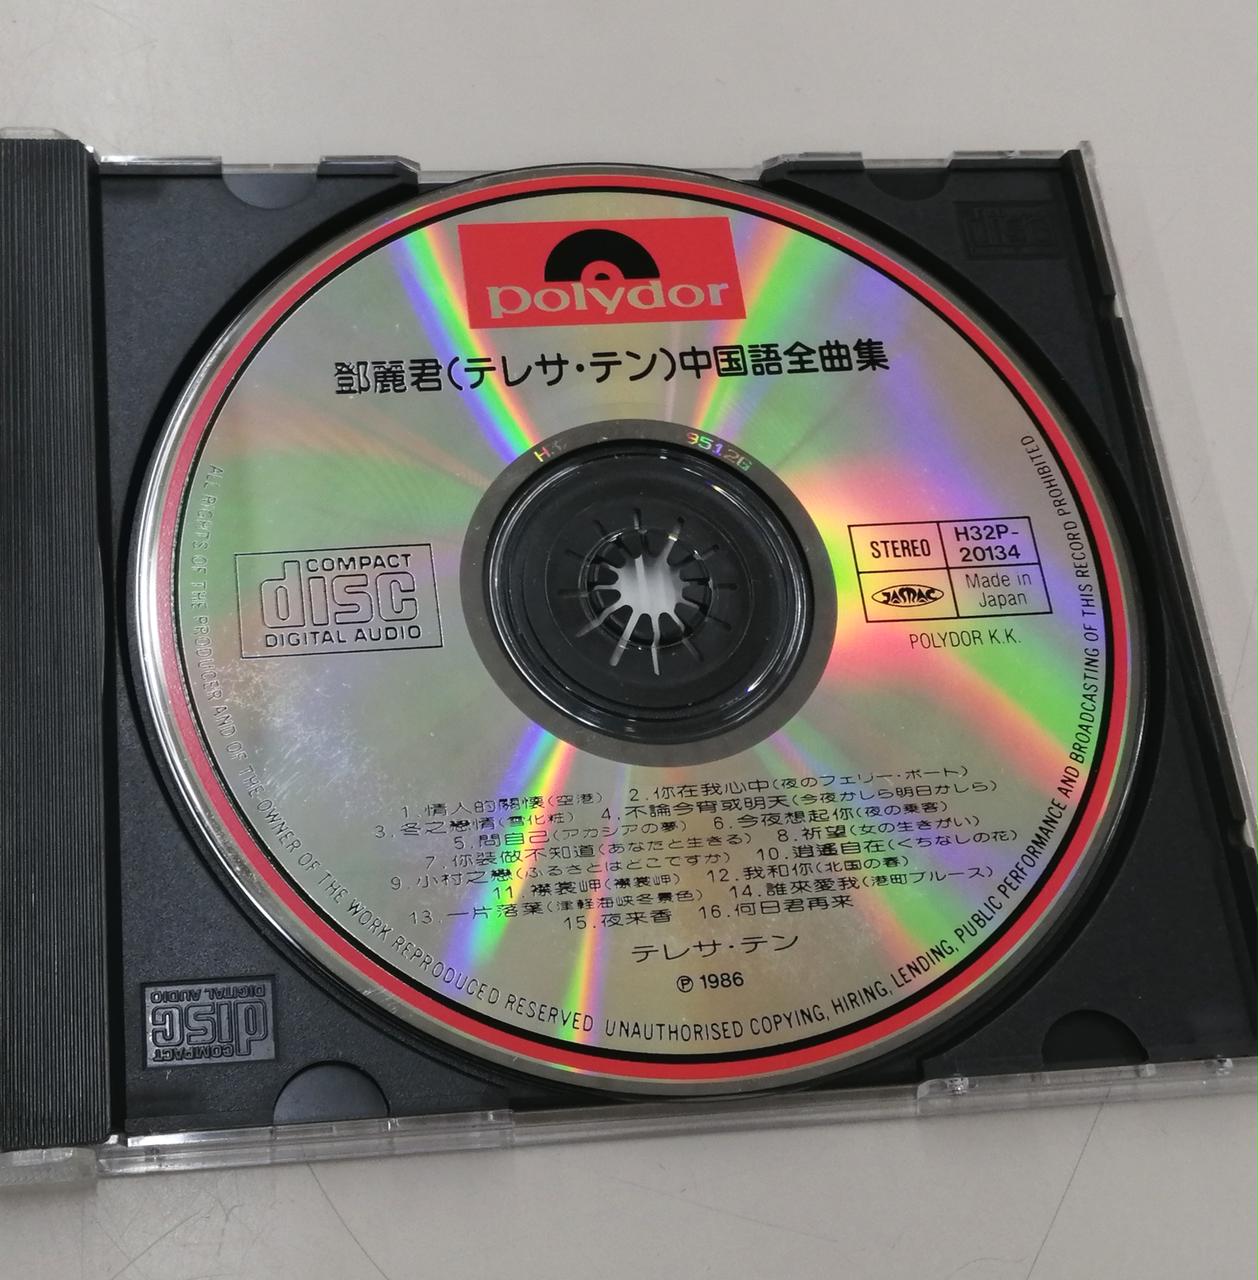 polydor
鄧麗君(テレサ・テン)中国語全曲集
9512G
COMPACT
disc
DIGITAL AUDIO
STEREO
H32P-
20134
JASRAC
Made in
Japan
POLYDOR K.K.
1.情人的關懷(空港) 2.你在我心中(夜のフェリー・ボート)
3.冬之戀情(雪化粧) 4.不論今宵或明天(今夜かしら明日かしら)
5.問自己(アカシアの夢) 6.今夜想起你(夜の乗客)
7.你装做不知道(あなたと生きる) 8.祈望(女の生きがい)
9.小村之戀(ふるさとはどこですか) 10.逍遙自在(くちなしの花)
11.襟裳岬(襟裳岬) 12.我和你(北国の春)
13.一片落葉(津軽海峡冬景色) 14.誰來愛我(港町ブルース)
15.夜来香 16.何日君再来
テレサ・テン
℗ 1986
ALL RIGHTS OF THE PRODUCER AND OF THE OWNER OF THE WORK REPRODUCED RESERVED UNAUTHORISED COPYING, HIRING, LENDING, PUBLIC PERFORMANCE AND BROADCASTING OF THIS RECORD PROHIBITED
COMPACT
disc
DIGITAL AUDIO